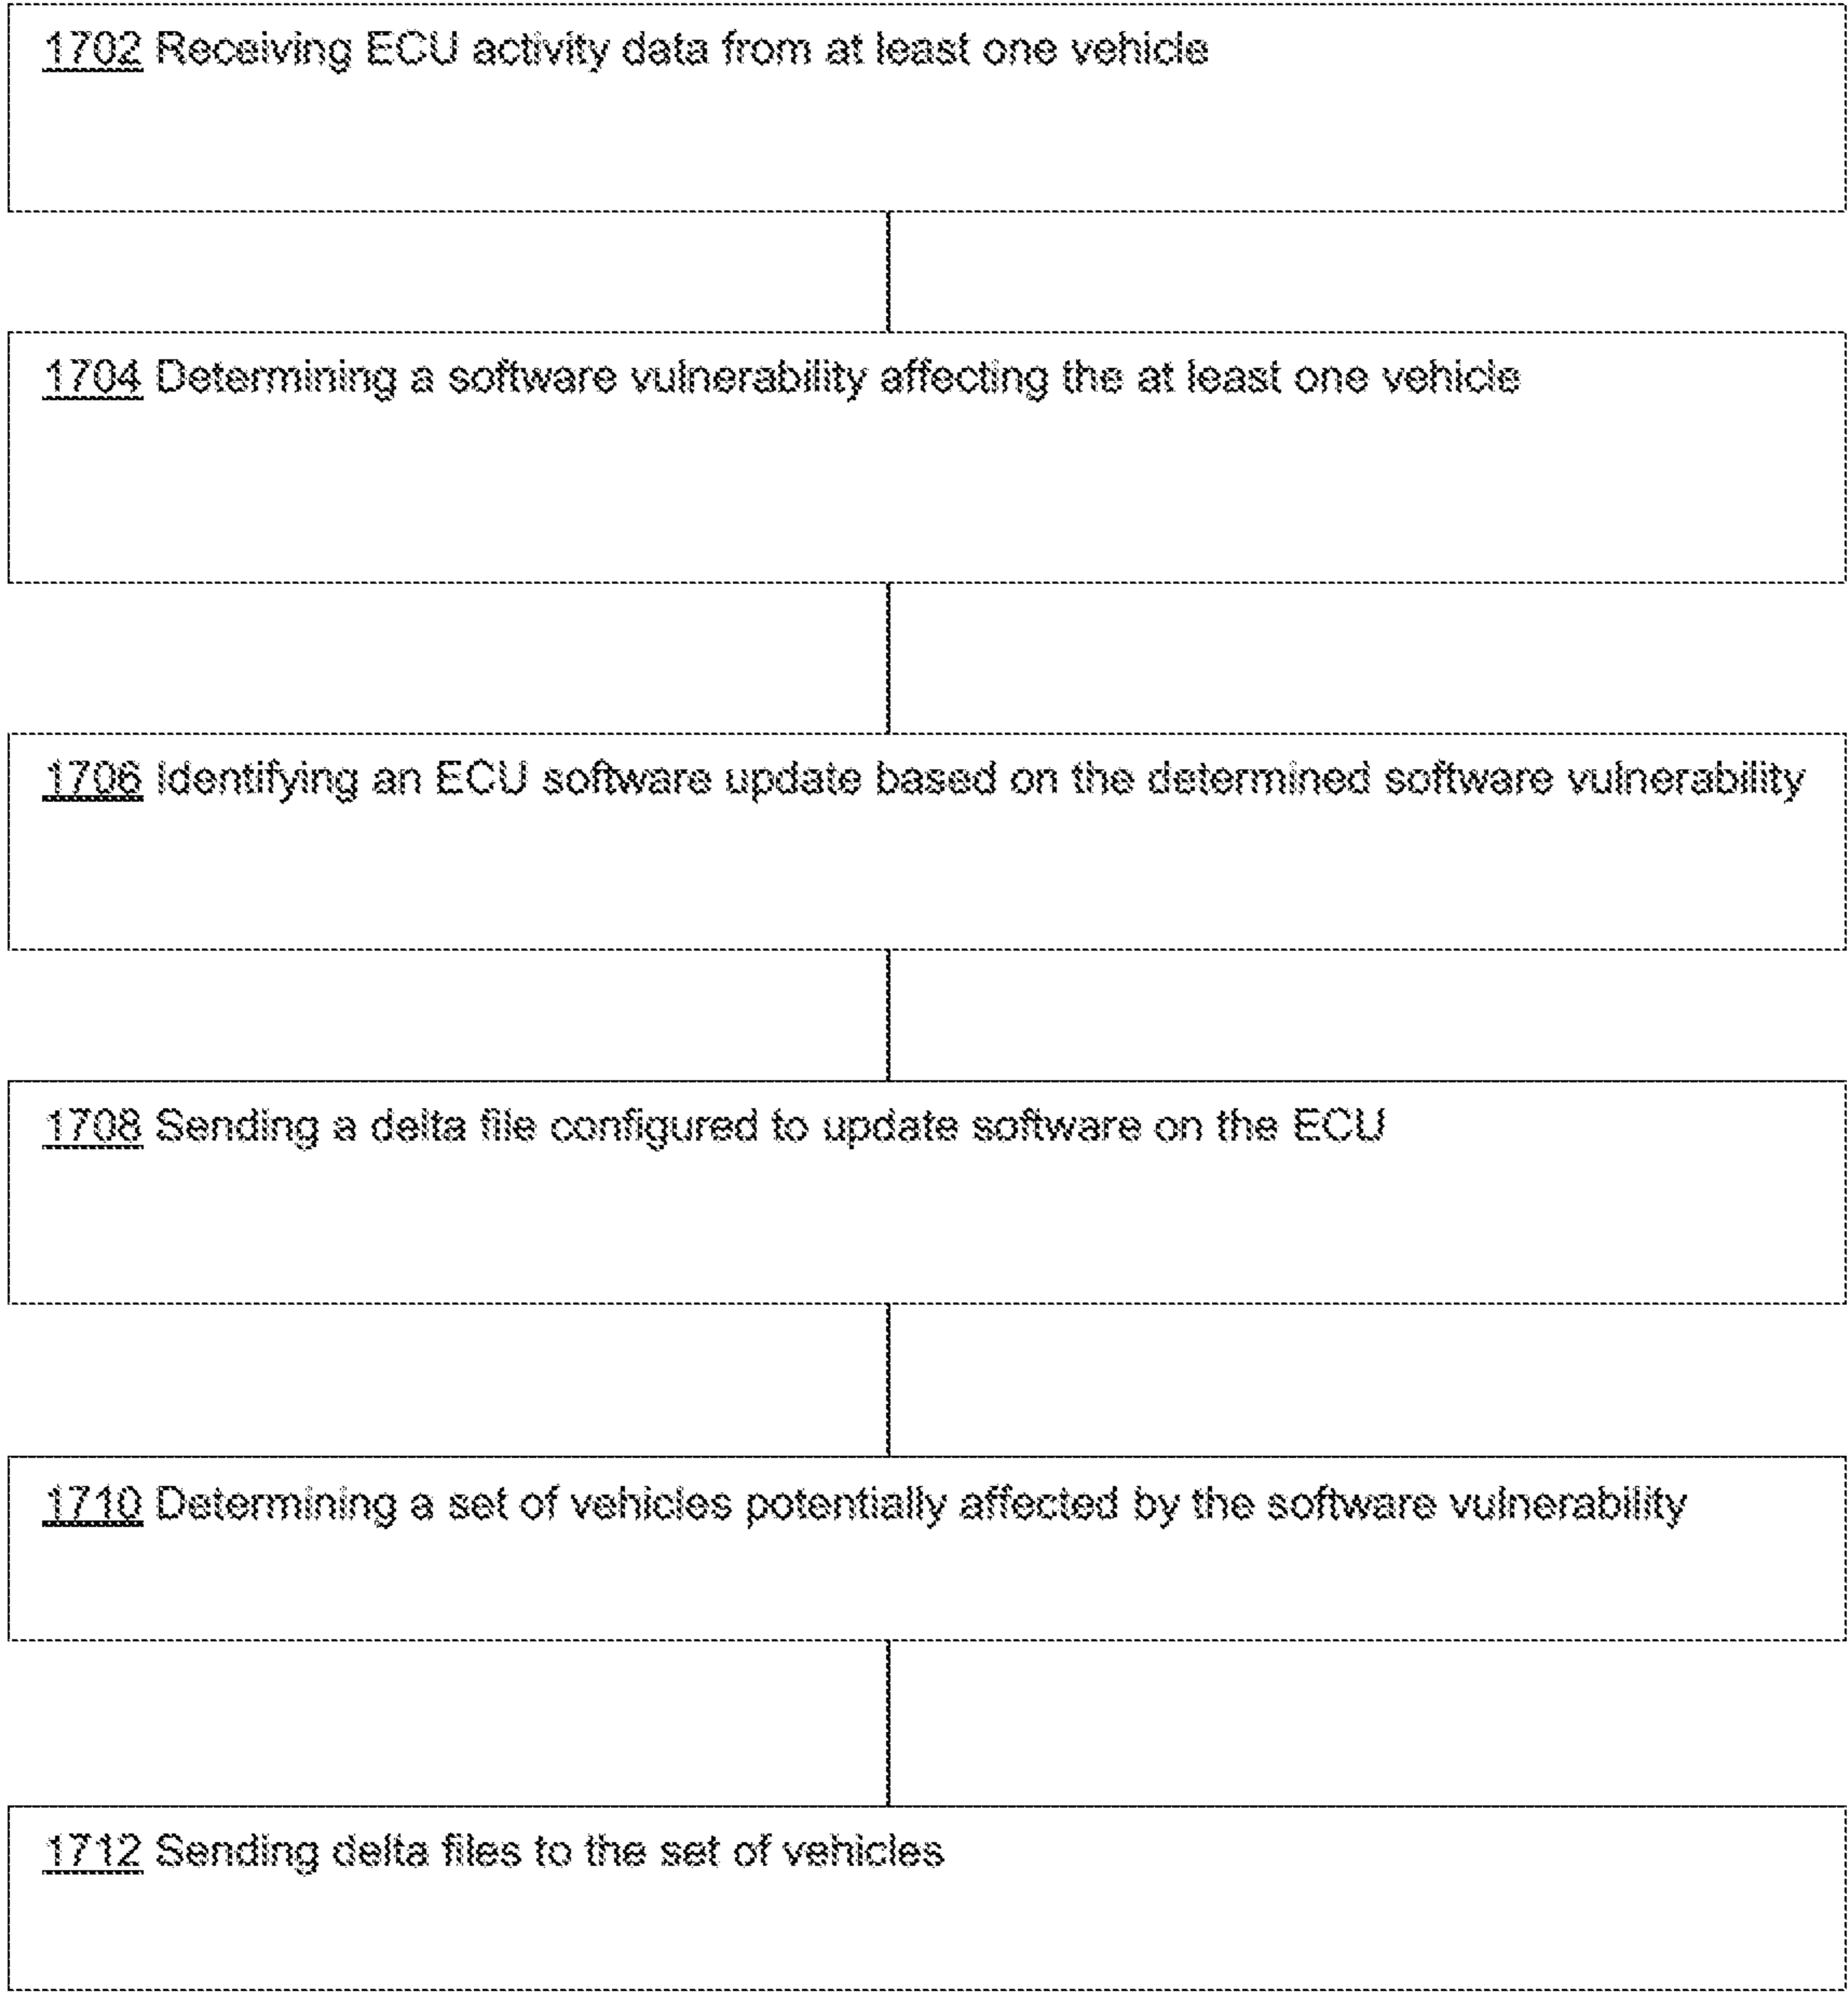 1702 Receiving ECU activity data from at least one vehicle
1704 Determining a software vulnerability affecting the at least one vehicle
1706 Identifying an ECU software update based on the determined software vulnerability
1708 Sending a delta file configured to update software on the ECU
1710 Determining a set of vehicles potentially affected by the software vulnerability
1712 Sending delta files to the set of vehicles